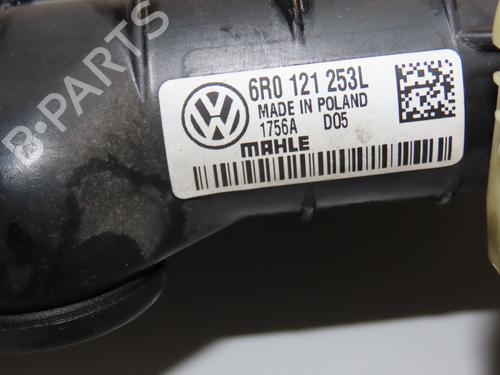 B-PARTS
6R0 121 253L
MADE IN POLAND
1756A D05
MAHLE